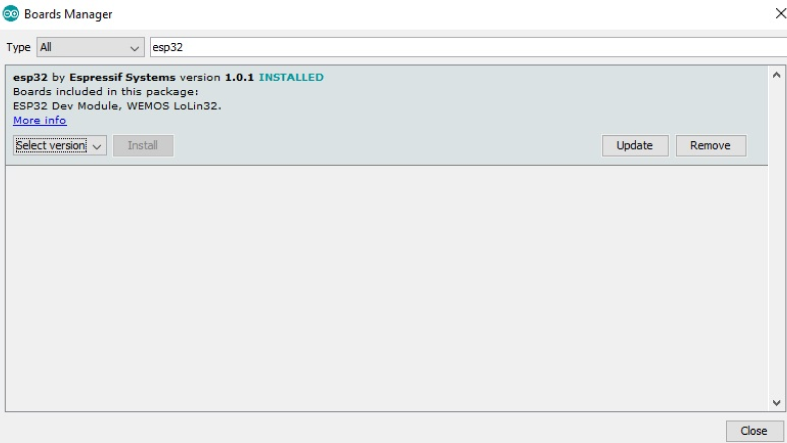 Boards Manager
Type All esp32
esp32 by Espressif Systems version 1.0.1 INSTALLED
Boards included in this package:
ESP32 Dev Module, WEMOS LoLin32.
More info
Select version Install Update Remove
Close